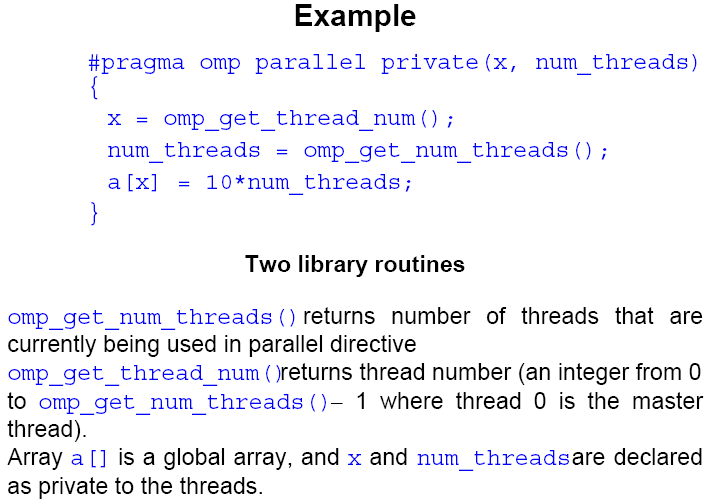 Example
#pragma omp parallel private(x, num_threads)
{
x = omp_get_thread_num();
num_threads = omp_get_num_threads();
a[x] = 10*num_threads;
}
Two library routines
omp_get_num_threads() returns number of threads that are
currently being used in parallel directive
omp_get_thread_num() returns thread number (an integer from 0
to omp_get_num_threads() – 1 where thread 0 is the master
thread).
Array a[] is a global array, and x and num_threads are declared
as private to the threads.